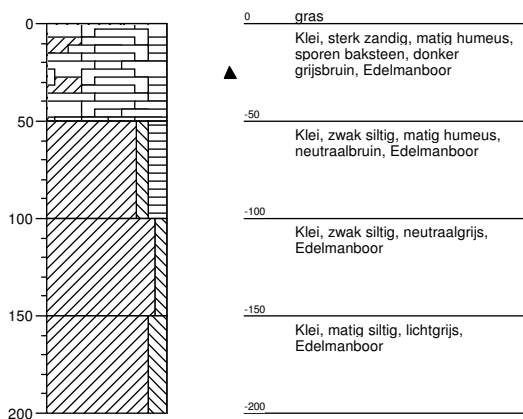 0
50
100
150
200
0
gras
Klei, sterk zandig, matig humeus,
sporen baksteen, donker
grijsbruin, Edelmanboor
-50
Klei, zwak siltig, matig humeus,
neutraalbruin, Edelmanboor
-100
Klei, zwak siltig, neutraalgrijs,
Edelmanboor
-150
Klei, matig siltig, lichtgrijs,
Edelmanboor
-200